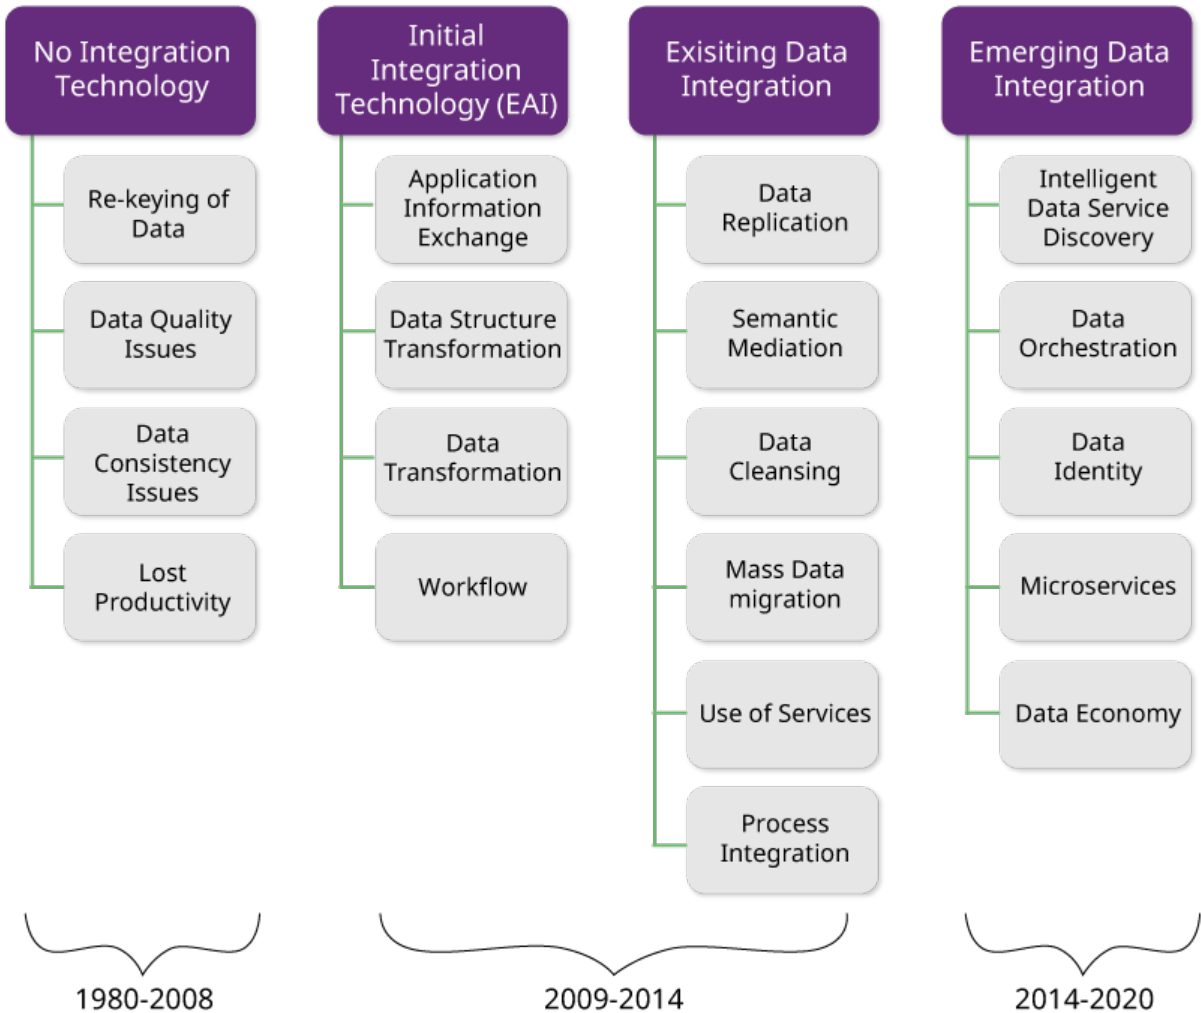 No Integration
Technology
Re-keying of
Data
Data Quality
Issues
Data
Consistency
Issues
Lost
Productivity
Initial
Integration
Technology (EAI)
Application
Information
Exchange
Data Structure
Transformation
Data
Transformation
Workflow
Exisiting Data
Integration
Data
Replication
Semantic
Mediation
Data
Cleansing
Mass Data
migration
Use of Services
Process
Integration
Emerging Data
Integration
Intelligent
Data Service
Discovery
Data
Orchestration
Data
Identity
Microservices
Data Economy
1980-2008
2009-2014
2014-2020